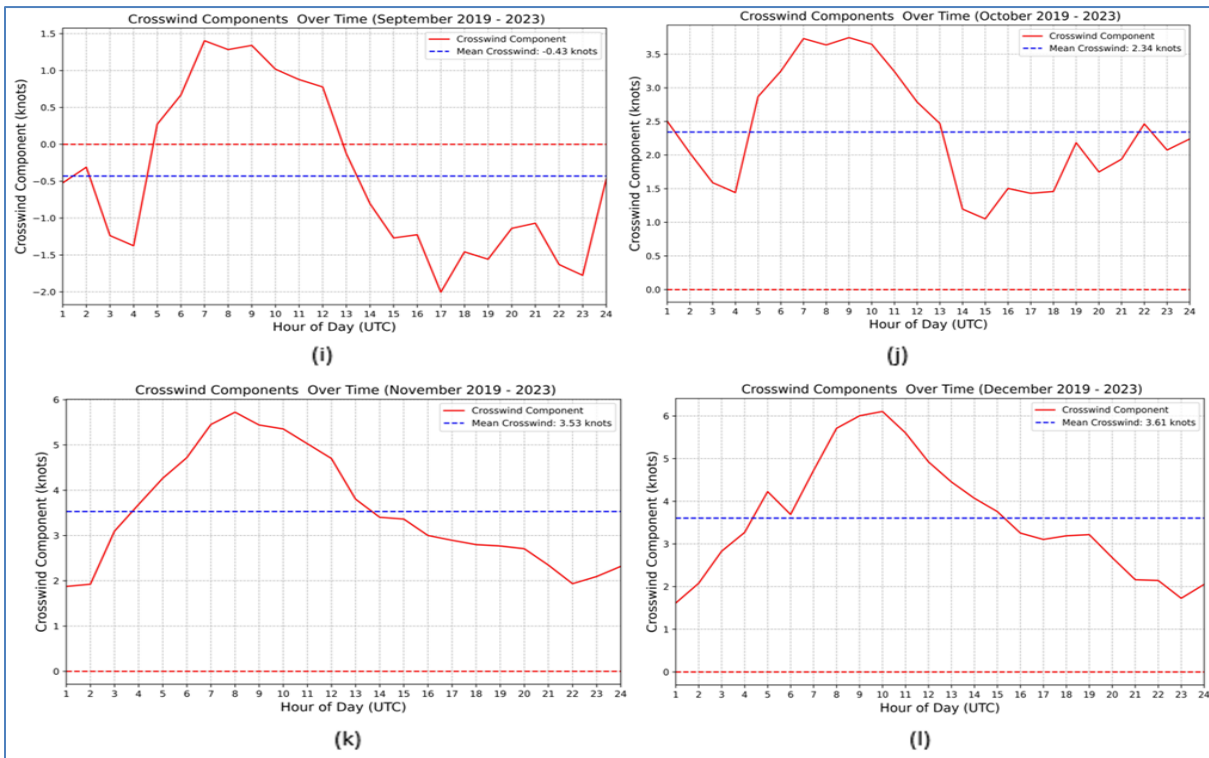 Crosswind Components  Over Time (September 2019 - 2023)
Crosswind Component
Mean Crosswind: -0.43 knots
Crosswind Component (knots)
1.5
1.0
0.5
0.0
−0.5
−1.0
−1.5
−2.0
1 2 3 4 5 6 7 8 9 10 11 12 13 14 15 16 17 18 19 20 21 22 23 24
Hour of Day (UTC)
(i)
Crosswind Components  Over Time (October 2019 - 2023)
Crosswind Component
Mean Crosswind: 2.34 knots
Crosswind Component (knots)
3.5
3.0
2.5
2.0
1.5
1.0
0.5
0.0
1 2 3 4 5 6 7 8 9 10 11 12 13 14 15 16 17 18 19 20 21 22 23 24
Hour of Day (UTC)
(j)
Crosswind Components  Over Time (November 2019 - 2023)
Crosswind Component
Mean Crosswind: 3.53 knots
Crosswind Component (knots)
6
5
4
3
2
1
0
1 2 3 4 5 6 7 8 9 10 11 12 13 14 15 16 17 18 19 20 21 22 23 24
Hour of Day (UTC)
(k)
Crosswind Components  Over Time (December 2019 - 2023)
Crosswind Component
Mean Crosswind: 3.61 knots
Crosswind Component (knots)
6
5
4
3
2
1
0
1 2 3 4 5 6 7 8 9 10 11 12 13 14 15 16 17 18 19 20 21 22 23 24
Hour of Day (UTC)
(l)